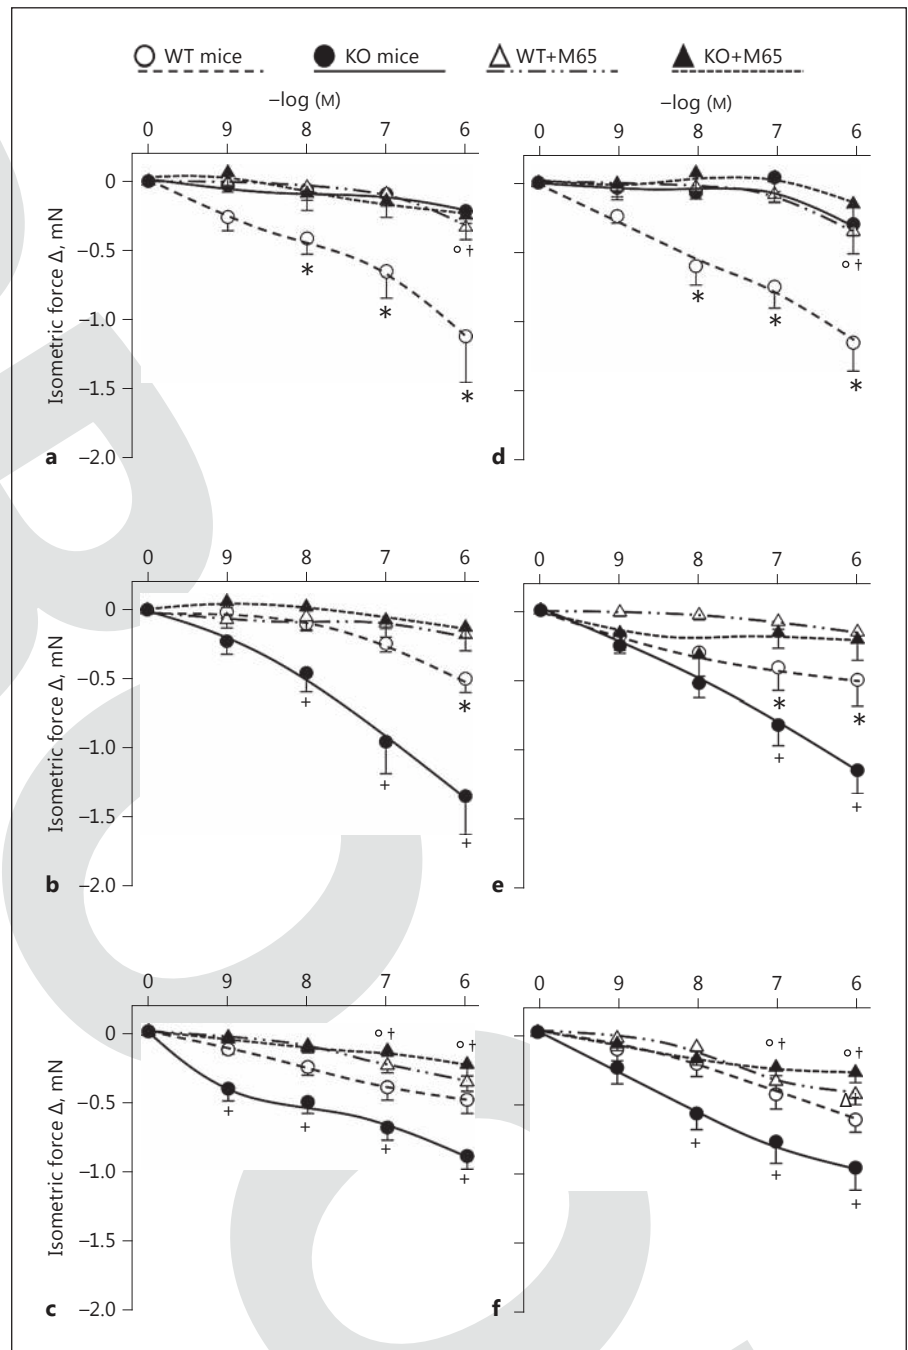 WT mice KO mice WT+M65 KO+M65
–log (M) –log (M)
0 9 8 7 6 0 9 8 7 6
0
–0.5
–1.0
–1.5
–2.0
Isometric force Δ, mN
* * *
° †
a
* * *
° †
d
0 9 8 7 6 0 9 8 7 6
0
–0.5
–1.0
–1.5
–2.0
Isometric force Δ, mN
+ + + *
b
* *
+ +
e
0 9 8 7 6 0 9 8 7 6
0
–0.5
–1.0
–1.5
–2.0
Isometric force Δ, mN
° † ° †
+ + + +
c
° † ° †
+ + +
f